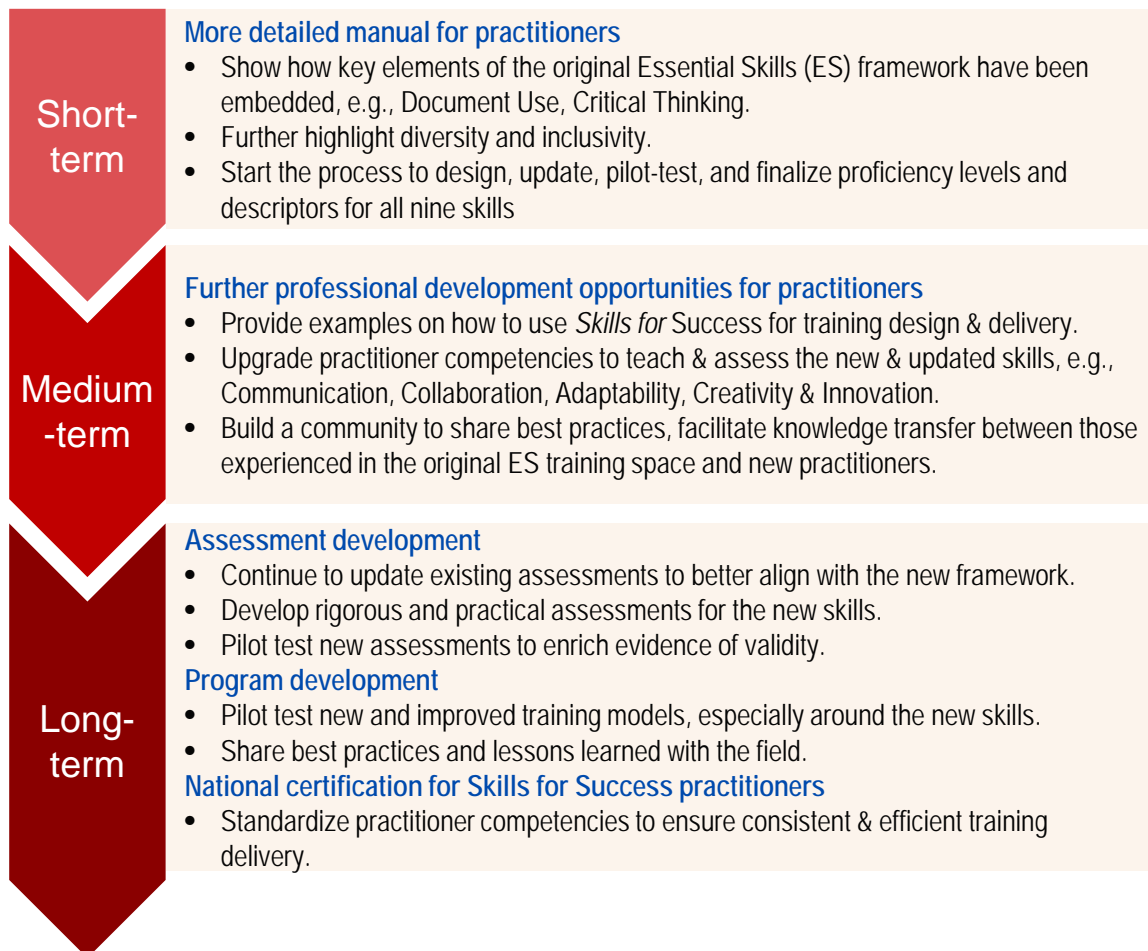 Short-
term
More detailed manual for practitioners
• Show how key elements of the original Essential Skills (ES) framework have been
embedded, e.g., Document Use, Critical Thinking.
• Further highlight diversity and inclusivity.
• Start the process to design, update, pilot-test, and finalize proficiency levels and
descriptors for all nine skills
Medium
-term
Further professional development opportunities for practitioners
• Provide examples on how to use Skills for Success for training design & delivery.
• Upgrade practitioner competencies to teach & assess the new & updated skills, e.g.,
Communication, Collaboration, Adaptability, Creativity & Innovation.
• Build a community to share best practices, facilitate knowledge transfer between those
experienced in the original ES training space and new practitioners.
Long-
term
Assessment development
• Continue to update existing assessments to better align with the new framework.
• Develop rigorous and practical assessments for the new skills.
• Pilot test new assessments to enrich evidence of validity.
Program development
• Pilot test new and improved training models, especially around the new skills.
• Share best practices and lessons learned with the field.
National certification for Skills for Success practitioners
• Standardize practitioner competencies to ensure consistent & efficient training
delivery.